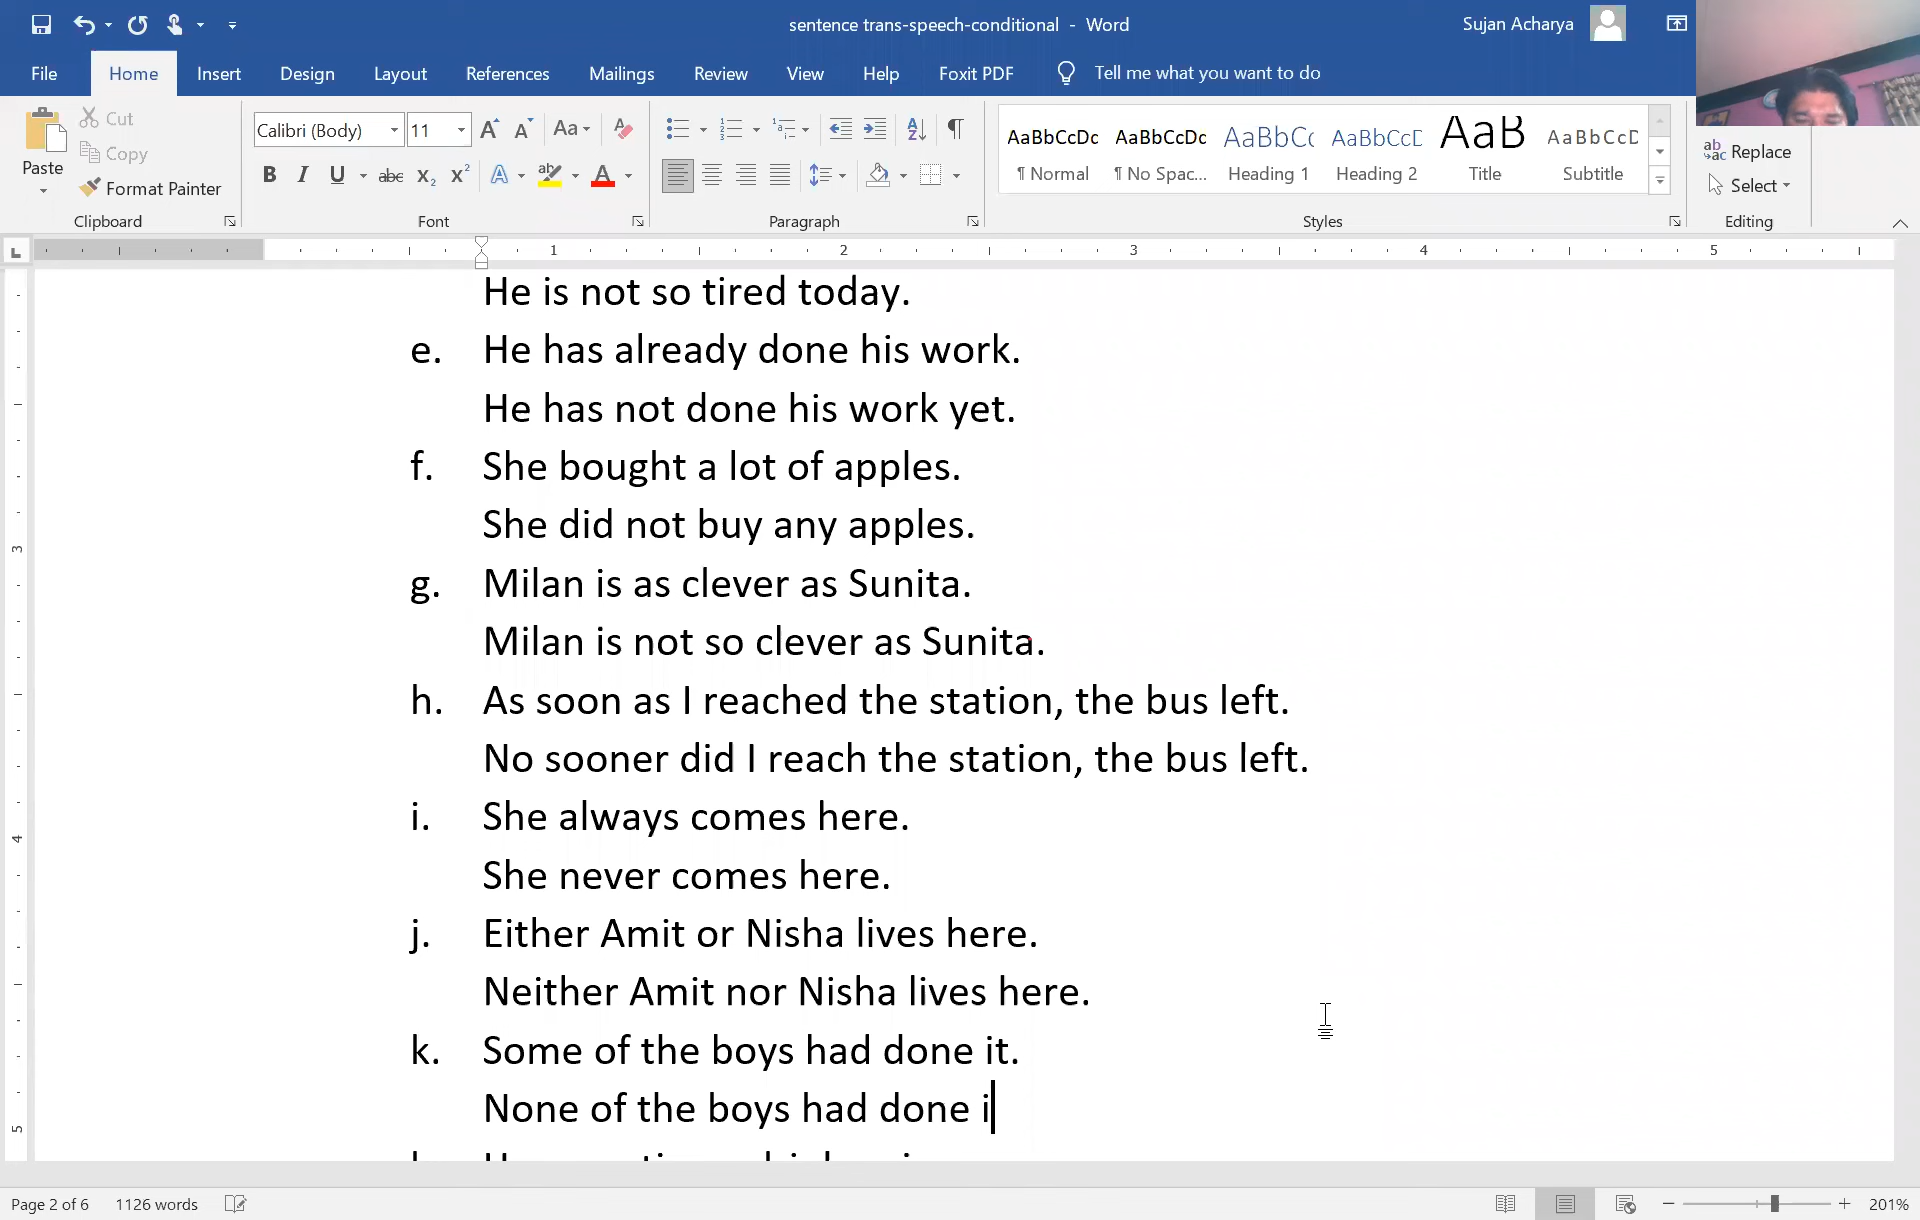 sentence trans-speech-conditional - Word
Sujan Acharya
File Home Insert Design Layout References Mailings Review View Help Foxit PDF Tell me what you want to do
Paste
Cut
Copy
Format Painter
Clipboard
Calibri (Body) 11
Font
Paragraph
AaBbCcDc AaBbCcDc AaBbCc AaBbCcD AaB AaBbCcD
¶ Normal ¶ No Spac... Heading 1 Heading 2 Title Subtitle
Styles
Replace
Select
Editing
1 2 3 4 5
He is not so tired today.
e. He has already done his work.
He has not done his work yet.
f. She bought a lot of apples.
She did not buy any apples.
g. Milan is as clever as Sunita.
Milan is not so clever as Sunita.
h. As soon as I reached the station, the bus left.
No sooner did I reach the station, the bus left.
i. She always comes here.
She never comes here.
j. Either Amit or Nisha lives here.
Neither Amit nor Nisha lives here.
k. Some of the boys had done it.
None of the boys had done i
Page 2 of 6 1126 words
201%